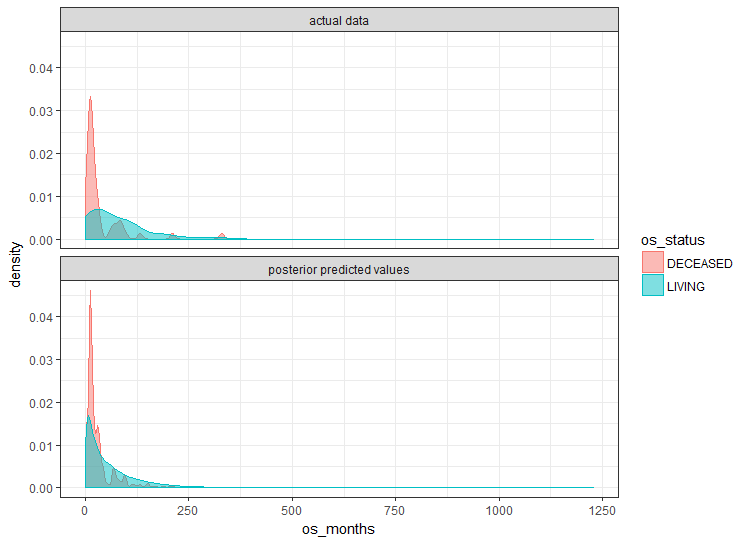 actual data
0.04
0.03
0.02
0.01
0.00
posterior predicted values
0.04
0.03
0.02
0.01
0.00
0
250
500
750
1000
1250
os_months
density
os_status
DECEASED
LIVING